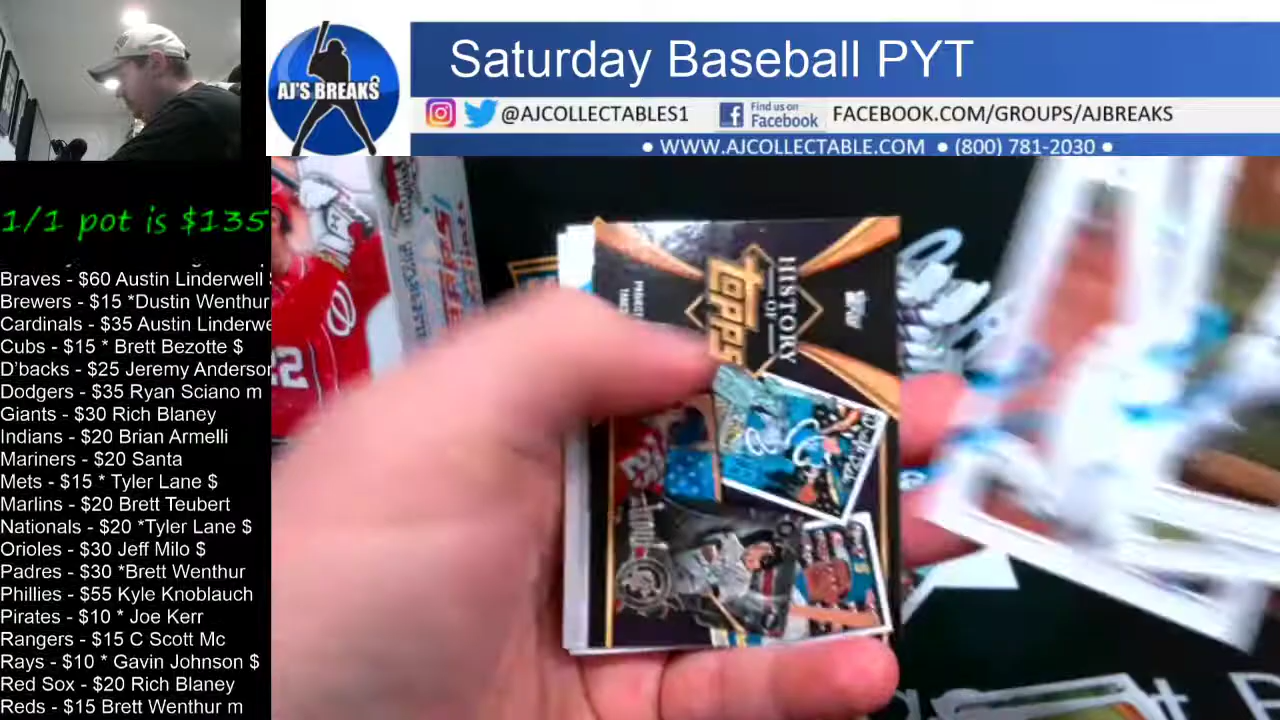 AJ'S BREAKS
Saturday Baseball PYT
@AJCOLLECTABLES1
Find us on
Facebook
FACEBOOK.COM/GROUPS/AJBREAKS
• WWW.AJCOLLECTABLE.COM • (800) 781-2030 •
1/1 pot is $135
Braves - $60 Austin Linderwell
Brewers - $15 *Dustin Wenthur
Cardinals - $35 Austin Linderwe
Cubs - $15 * Brett Bezotte $
D'backs - $25 Jeremy Anderson
Dodgers - $35 Ryan Sciano m
Giants - $30 Rich Blaney
Indians - $20 Brian Armelli
Mariners - $20 Santa
Mets - $15 * Tyler Lane $
Marlins - $20 Brett Teubert
Nationals - $20 *Tyler Lane $
Orioles - $30 Jeff Milo $
Padres - $30 *Brett Wenthur
Phillies - $55 Kyle Knoblauch
Pirates - $10 * Joe Kerr
Rangers - $15 C Scott Mc
Rays - $10 * Gavin Johnson $
Red Sox - $20 Rich Blaney
Reds - $15 Brett Wenthur m
HISTORY
OF
TOPPS
22